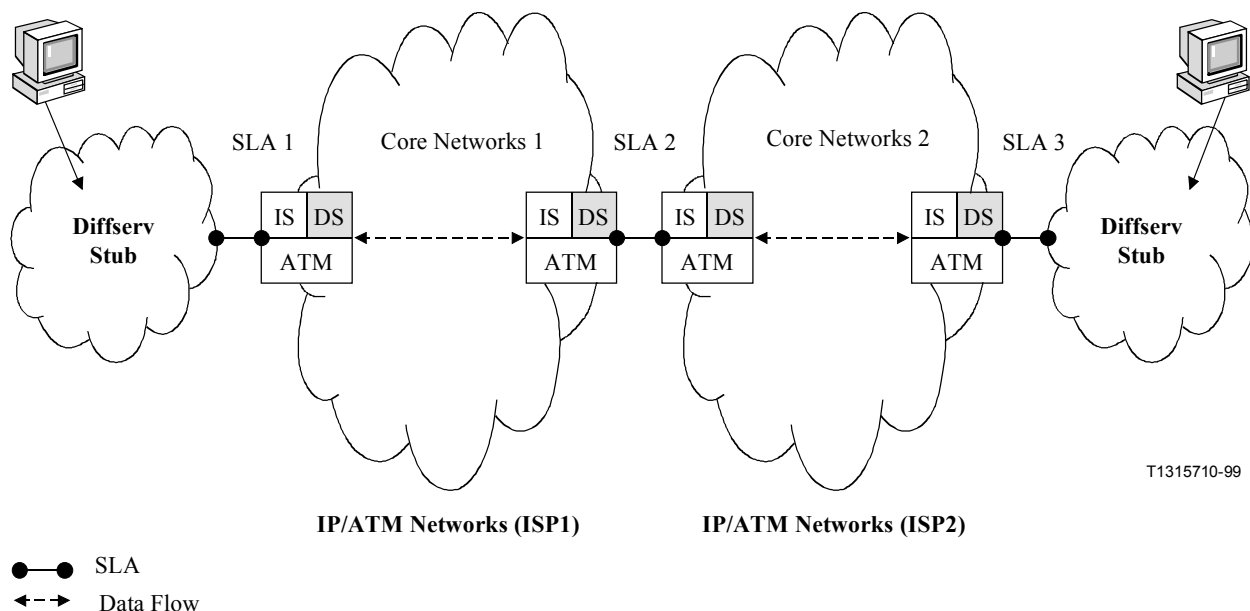 SLA 1
Core Networks 1
SLA 2
Core Networks 2
SLA 3
Diffserv
Stub
IS DS
ATM
IS DS
ATM
IS DS
ATM
IS DS
ATM
Diffserv
Stub
T1315710-99
IP/ATM Networks (ISP1)
IP/ATM Networks (ISP2)
SLA
Data Flow